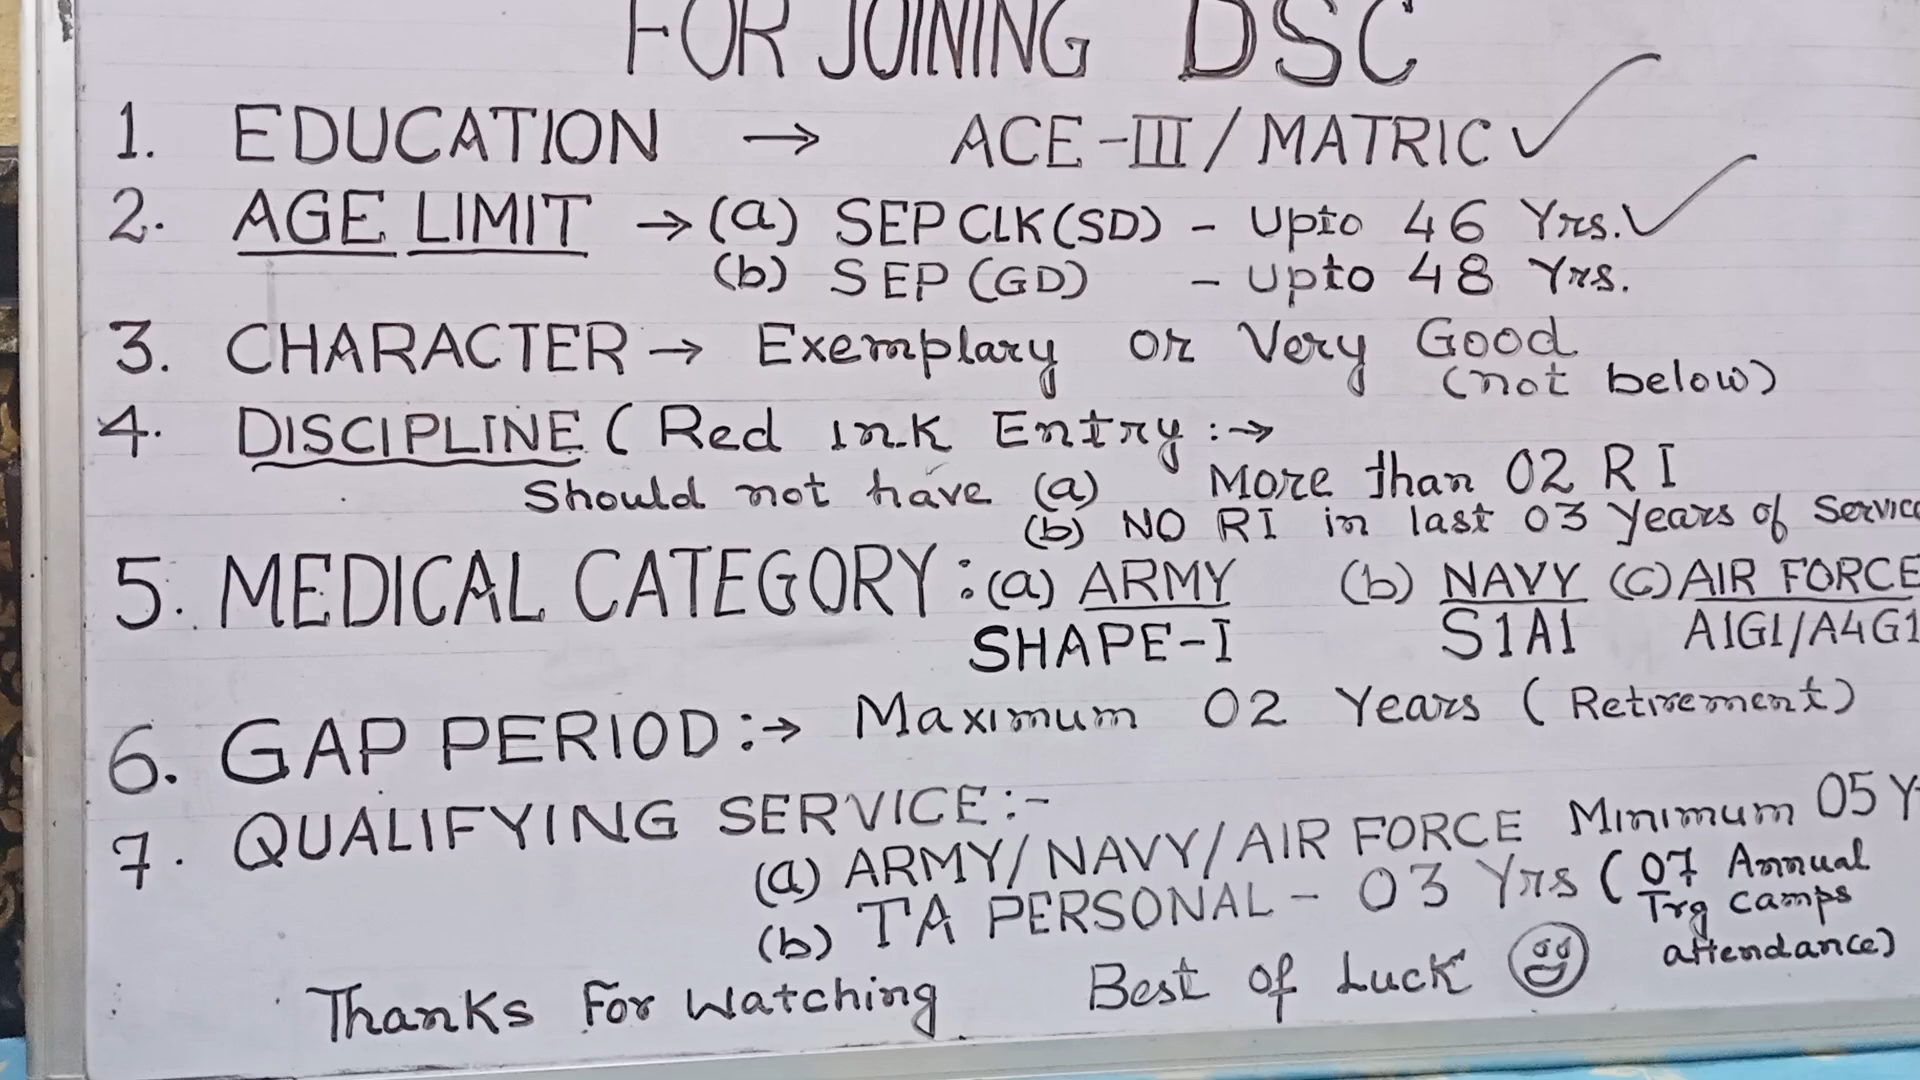 FOR JOINING DSC
1. EDUCATION → ACE-III/MATRIC ✓
2. AGE LIMIT → (a) SEP CLK(SD) - Upto 46 Yrs. ✓
(b) SEP (GD) - Upto 48 Yrs.
3. CHARACTER → Exemplary or Very Good
(not below)
4. DISCIPLINE ( Red Ink Entry :→
Should not have (a) More than 02 RI
(b) NO RI in last 03 years of Servic
5. MEDICAL CATEGORY : (a) ARMY (b) NAVY (C) AIR FORCE
SHAPE-I S1A1 A1G1/A4G1
6. GAP PERIOD :→ Maximum 02 Years ( Retirement)
7. QUALIFYING SERVICE :-
(a) ARMY/NAVY/AIR FORCE Minimum 05 Y
(b) TA PERSONAL - 03 Yrs ( 07 Annual
Trg camps
attendance)
Thanks For Watching Best of Luck